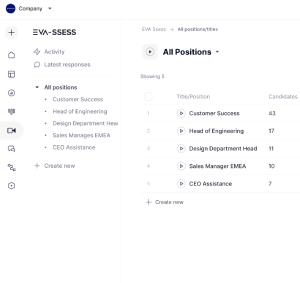 Company
EVA-SSESS
Activity
Latest responses
All positions
Customer Success
Head of Engineering
Design Department Hea
Sales Manages EMEA
CEO Assistance
Create new
EVA Ssess → All positions/titles
All Positions
Showing 5
Title/Position Candidates
1 Customer Success 43
2 Head of Engineering 17
3 Design Department Head 11
4 Sales Manager EMEA 10
5 CEO Assistance 7
Create new